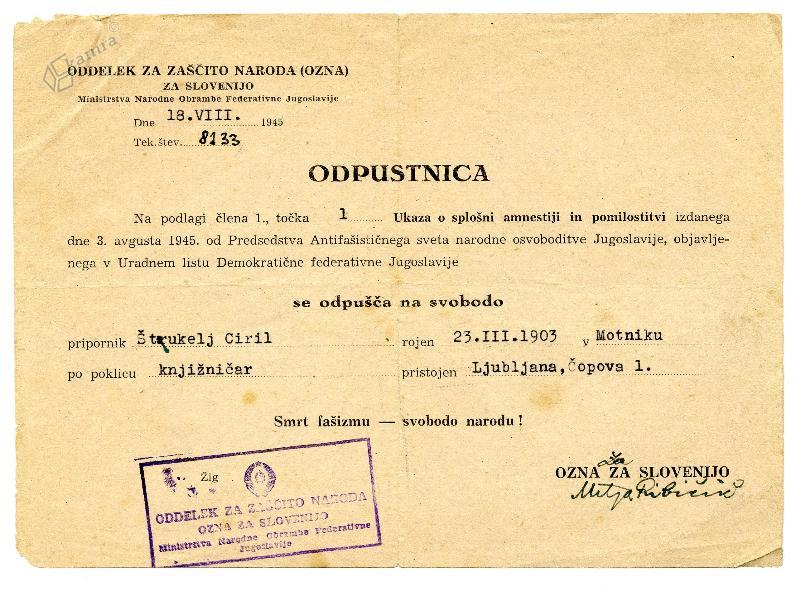 kamra
ODDELEK ZA ZAŠČITO NARODA (OZNA)
ZA SLOVENIJO
Ministrstva Narodne Obrambe Federativne Jugoslavije
Dne 18.VIII. 1945
Tek.štev. 8133
ODPUSTNICA
Na podlagi člena 1., točka 1 Ukaza o splošni amnestiji in pomilostitvi izdanega
dne 3. avgusta 1945. od Predsedstva Antifašističnega sveta narodne osvoboditve Jugoslavije, objavlje-
nega v Uradnem listu Demokratične federativne Jugoslavije
se odpušča na svobodo
pripornik Štrukelj Ciril rojen 23.III.1903 v Motniku
po poklicu knjižničar pristojen Ljubljana, Čopova 1.
Smrt fašizmu — svobodo narodu!
Žig
OZNA ZA SLOVENIJO
Mitja Ribičič
ODDELEK ZA ZAŠČITO NARODA
OZNA ZA SLOVENIJO
Ministrstva Narodne Obrambe Federativne
Jugoslavije